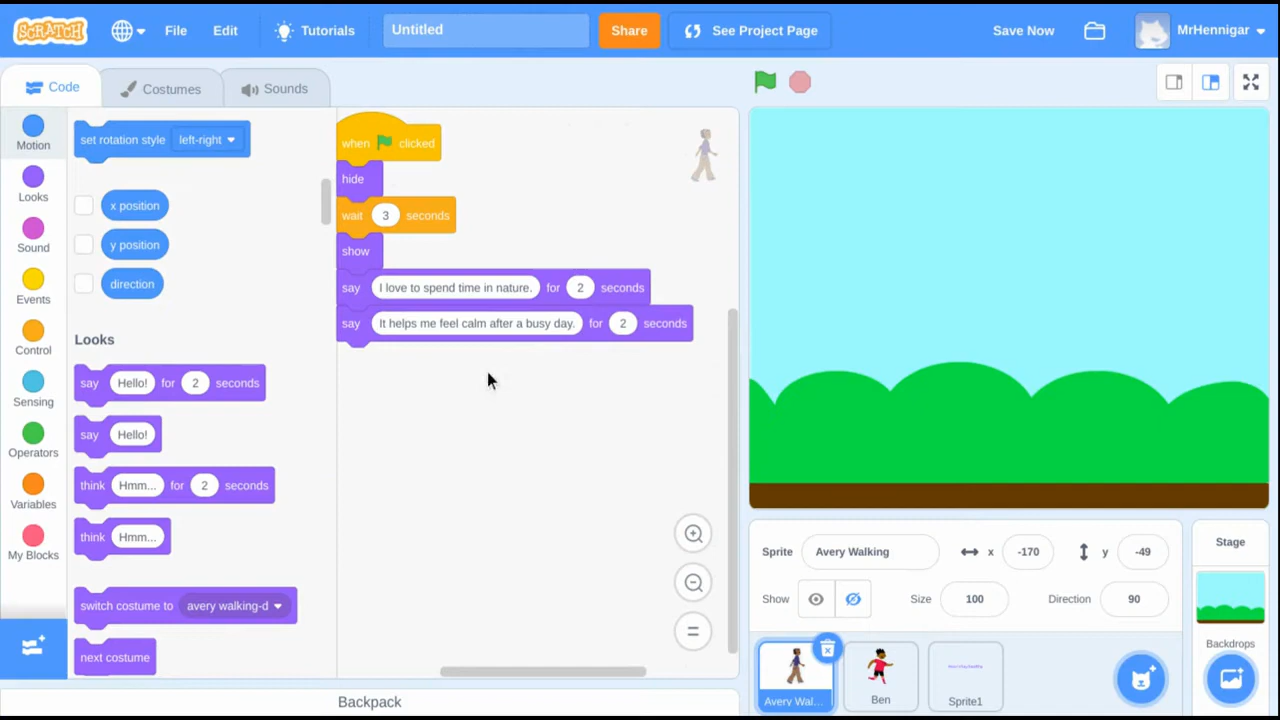 SCRATCH File Edit Tutorials Untitled Share See Project Page Save Now MrHennigar
Code Costumes Sounds
Motion
Looks
Sound
Events
Control
Sensing
Operators
Variables
My Blocks
set rotation style left-right
x position
y position
direction
Looks
say Hello! for 2 seconds
say Hello!
think Hmm... for 2 seconds
think Hmm...
switch costume to avery walking-d
next costume
when clicked
hide
wait 3 seconds
show
say I love to spend time in nature. for 2 seconds
say It helps me feel calm after a busy day. for 2 seconds
Backpack
Sprite Avery Walking x -170 y -49
Show Size 100 Direction 90
Avery Wal... Ben Sprite1
Stage
Backdrops